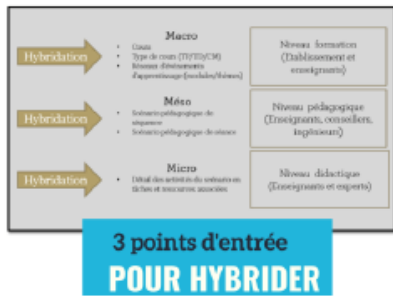 Macro
Hybridation
• Cours
• Type de cours (TP/TD/CM)
• Réseaux d'événements
d'apprentissage (modules/thèmes)
Niveau formation
(Etablissement et
enseignants)
Méso
Hybridation
• Scénario pédagogique de
séquence
• Scénario pédagogique de séance
Niveau pédagogique
(Enseignants, conseillers,
ingénieurs)
Micro
Hybridation
• Détail des activités du scénario en
tâches et ressources associées
Niveau didactique
(Enseignants et experts)
3 points d'entrée
POUR HYBRIDER